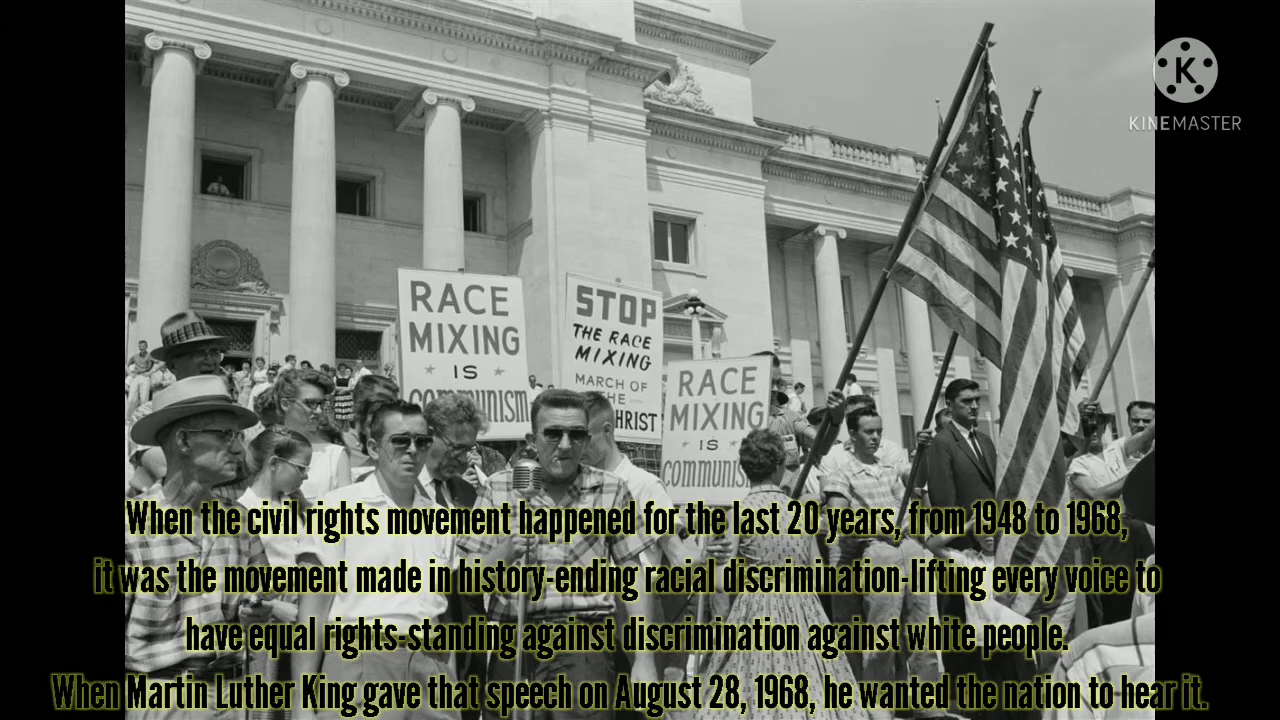 K
KINEMASTER
RACE
MIXING
IS
COMMUNISM
STOP
THE RACE
MIXING
MARCH OF
THE
CHRIST
RACE
MIXING
IS
COMMUNISM
When the civil rights movement happened for the last 20 years, from 1948 to 1968,
it was the movement made in history-ending racial discrimination-lifting every voice to
have equal rights-standing against discrimination against white people.
When Martin Luther King gave that speech on August 28, 1968, he wanted the nation to hear it.